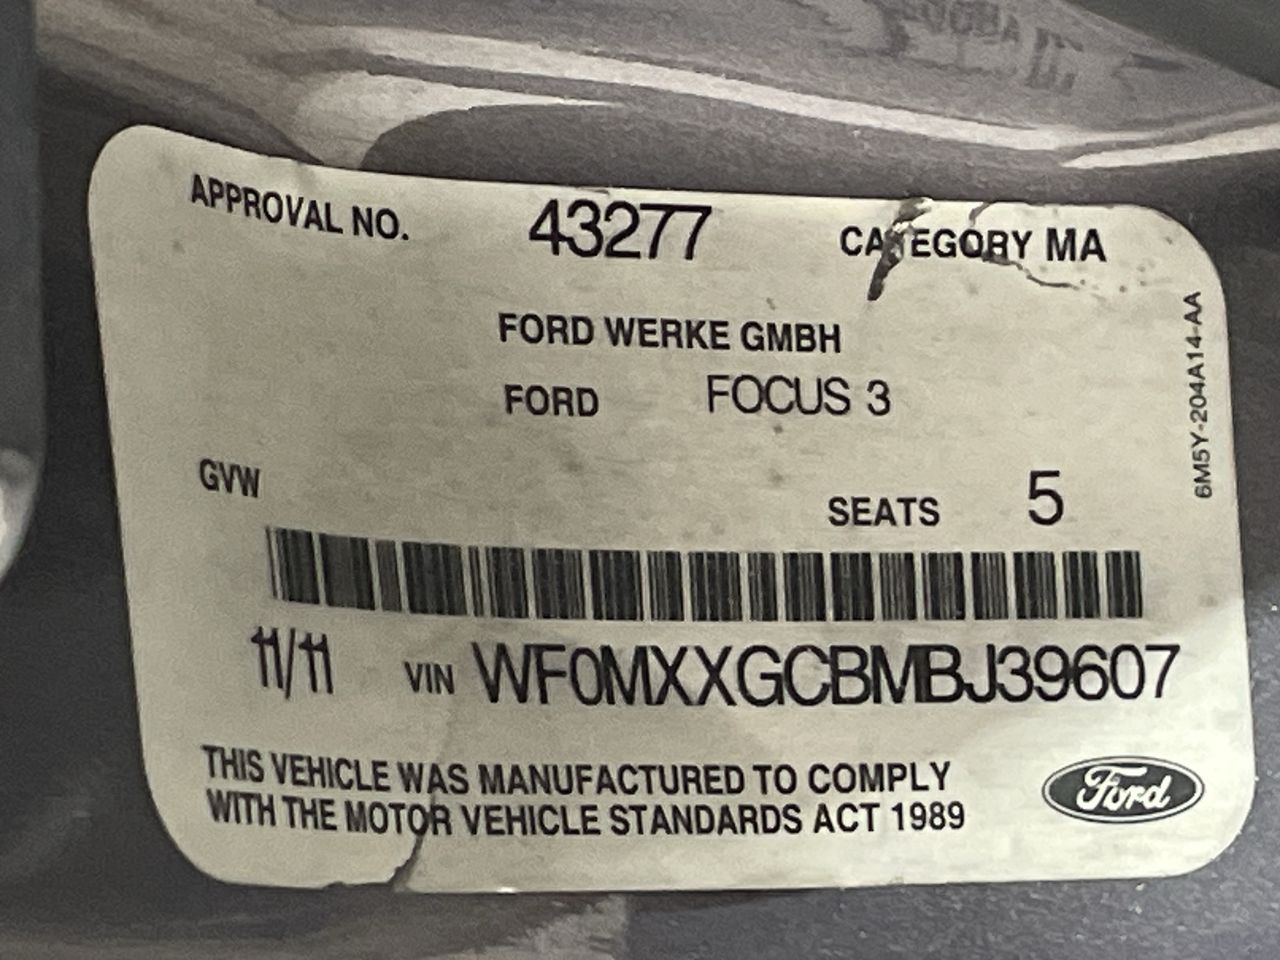 APPROVAL NO. 43277 CATEGORY MA
FORD WERKE GMBH
FORD FOCUS 3
GVW
SEATS 5
11/11 VIN WF0MXXGCBMBJ39607
THIS VEHICLE WAS MANUFACTURED TO COMPLY
WITH THE MOTOR VEHICLE STANDARDS ACT 1989
Ford
6M5Y-204A14-AA